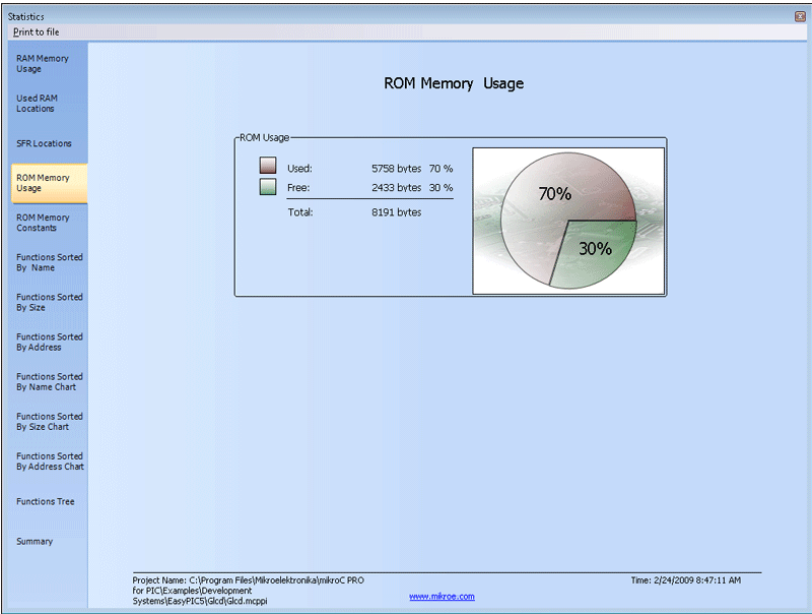 Statistics
Print to file
RAM Memory
Usage
Used RAM
Locations
SFR Locations
ROM Memory
Usage
ROM Memory
Constants
Functions Sorted
By Name
Functions Sorted
By Size
Functions Sorted
By Address
Functions Sorted
By Name Chart
Functions Sorted
By Size Chart
Functions Sorted
By Address Chart
Functions Tree
Summary
ROM Memory Usage
ROM Usage
Used: 5758 bytes 70 %
Free: 2433 bytes 30 %
Total: 8191 bytes
70%
30%
Project Name: C:\Program Files\Mikroelektronika\mikroC PRO
for PIC\Examples\Development
Systems\EasyPIC5\Glcd\Glcd.mcppi
www.mikroe.com
Time: 2/24/2009 8:47:11 AM